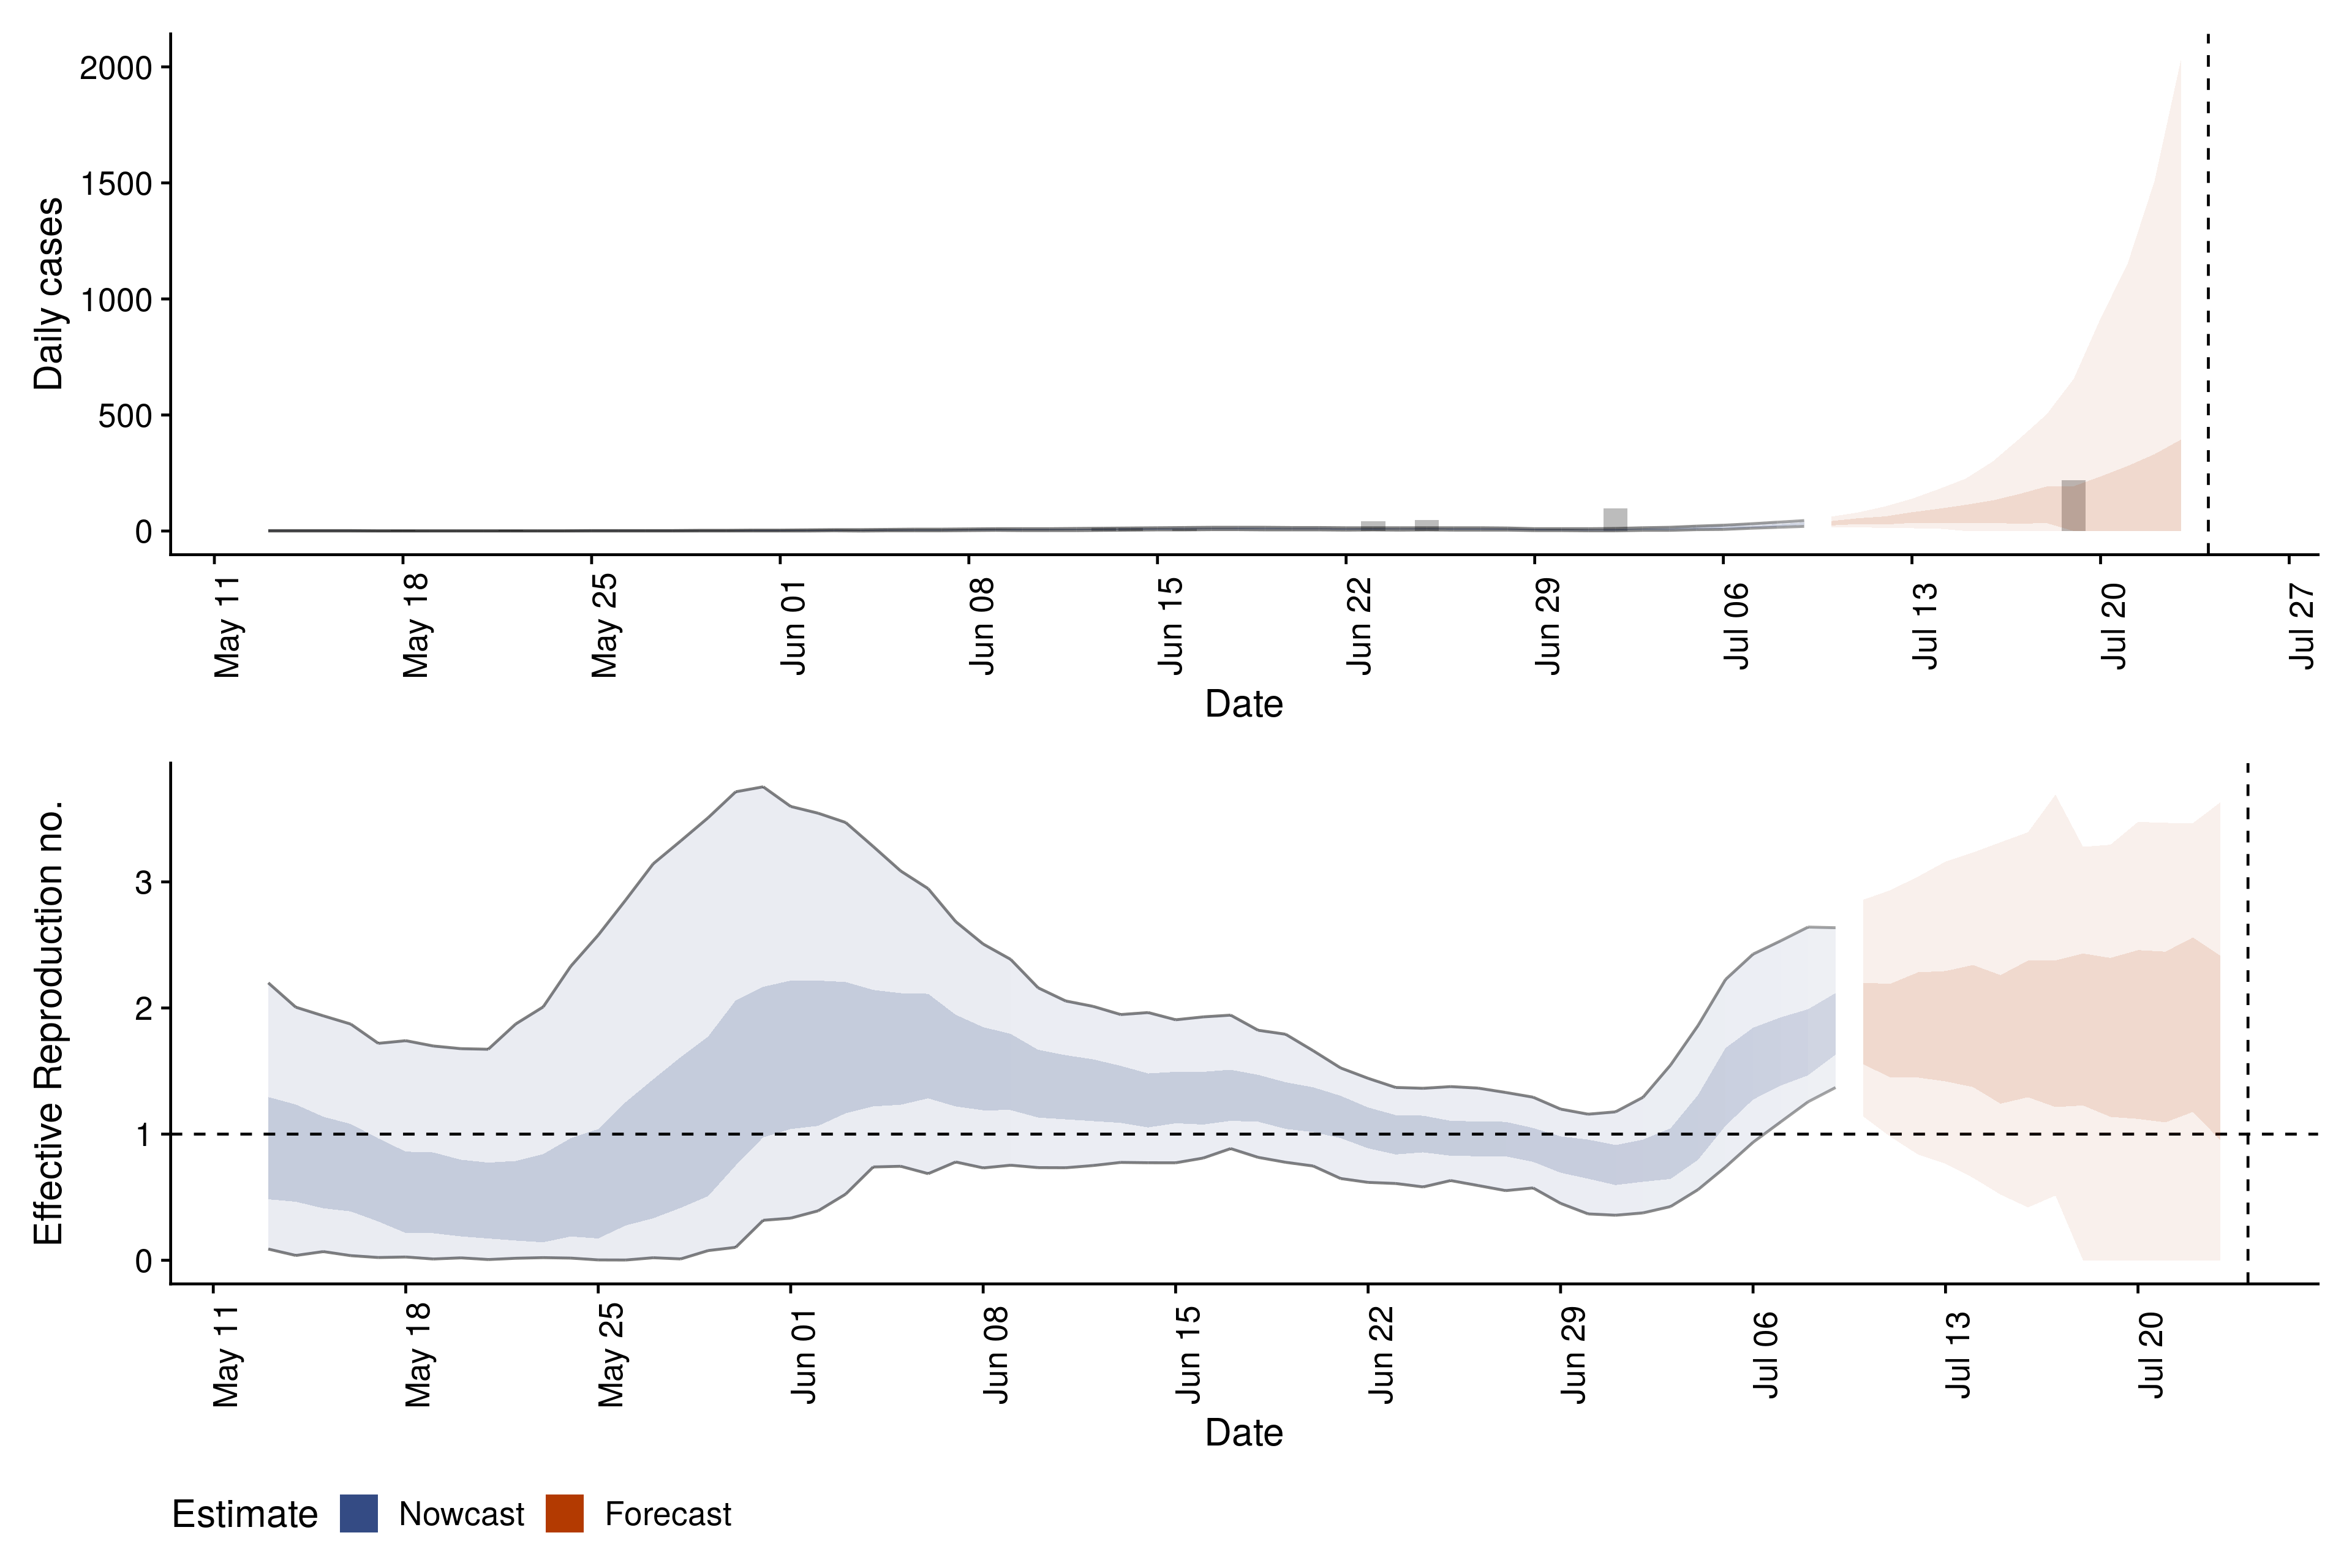 Daily cases
2000
1500
1000
500
0
May 11
May 18
May 25
Jun 01
Jun 08
Jun 15
Jun 22
Jun 29
Jul 06
Jul 13
Jul 20
Jul 27
Date
Effective Reproduction no.
3
2
1
0
May 11
May 18
May 25
Jun 01
Jun 08
Jun 15
Jun 22
Jun 29
Jul 06
Jul 13
Jul 20
Date
Estimate Nowcast Forecast